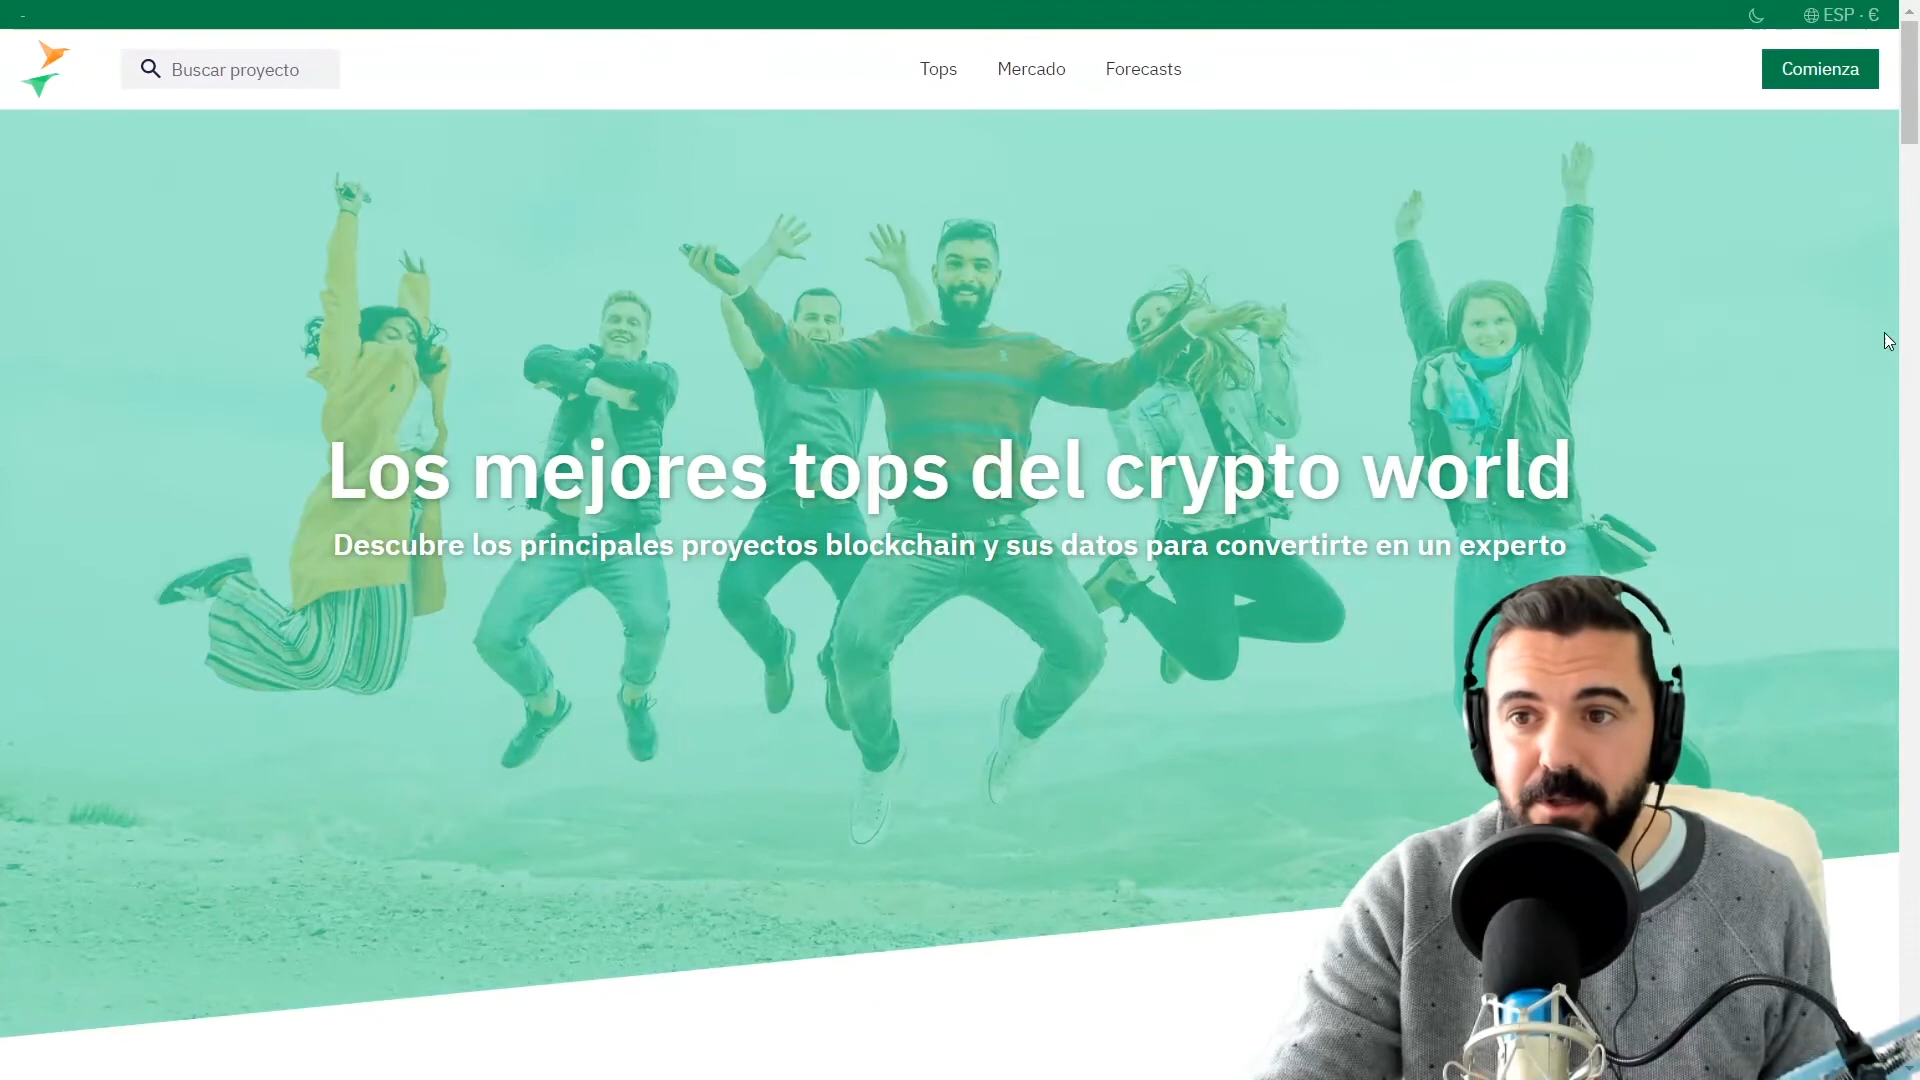 -
ESP · €
Buscar proyecto
Tops
Mercado
Forecasts
Comienza
Los mejores tops del crypto world
Descubre los principales proyectos blockchain y sus datos para convertirte en un experto